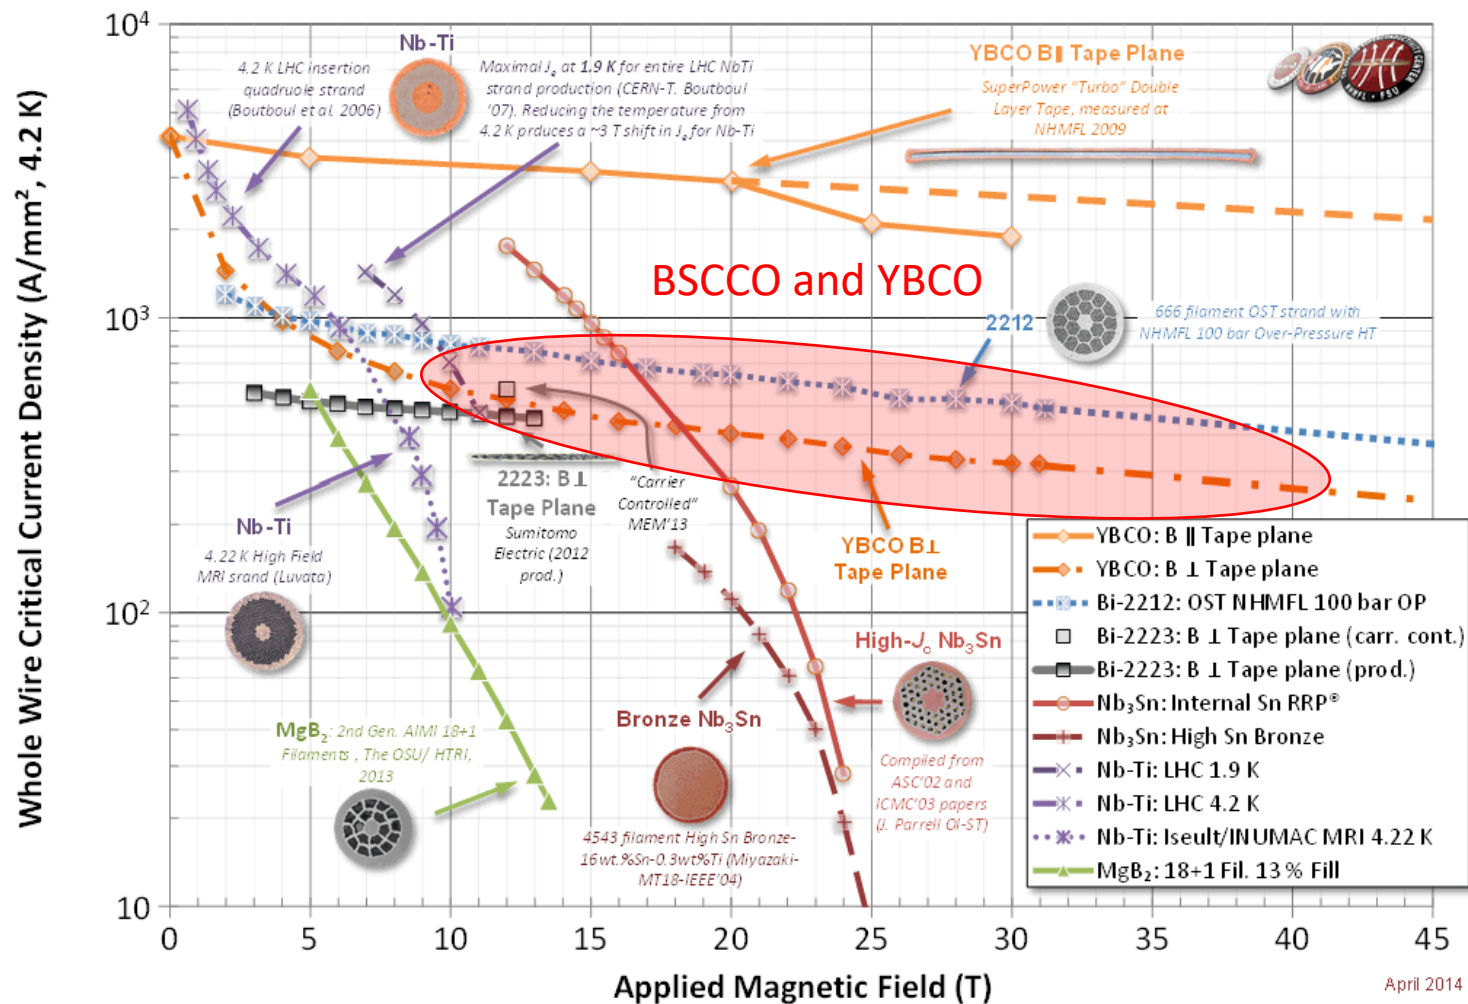 10⁴
10³
10²
10
Whole Wire Critical Current Density (A/mm², 4.2 K)
0
5
10
15
20
25
30
35
40
45
Applied Magnetic Field (T)
April 2014
Nb-Ti
4.2 K LHC insertion
quadruole strand
(Boutboul et al. 2006)
Maximal Jₑ at 1.9 K for entire LHC NbTi
strand production (CERN-T. Boutboul
'07). Reducing the temperature from
4.2 K prduces a ~3 T shift in Jₑ for Nb-Ti
YBCO B∥ Tape Plane
SuperPower "Turbo" Double
Layer Tape, measured at
NHMFL 2009
FSU
BSCCO and YBCO
2212
666 filament OST strand with
NHMFL 100 bar Over-Pressure HT
2223: B⊥
Tape Plane
Sumitomo
Electric (2012
prod.)
"Carrier
Controlled"
MEM'13
YBCO B⊥
Tape Plane
Nb-Ti
4.22 K High Field
MRI srand (Luvata)
MgB₂: 2nd Gen. AIMI 18+1
Filaments , The OSU/ HTRI,
2013
Bronze Nb₃Sn
4543 filament High Sn Bronze-
16wt.%Sn-0.3wt%Ti (Miyazaki-
MT18-IEEE'04)
High-J꜀ Nb₃Sn
Compiled from
ASC'02 and
ICMC'03 papers
(J. Parrell OI-ST)
YBCO: B ∥ Tape plane
YBCO: B ⊥ Tape plane
Bi-2212: OST NHMFL 100 bar OP
Bi-2223: B ⊥ Tape plane (carr. cont.)
Bi-2223: B ⊥ Tape plane (prod.)
Nb₃Sn: Internal Sn RRP®
Nb₃Sn: High Sn Bronze
Nb-Ti: LHC 1.9 K
Nb-Ti: LHC 4.2 K
Nb-Ti: Iseult/INUMAC MRI 4.22 K
MgB₂: 18+1 Fil. 13 % Fill